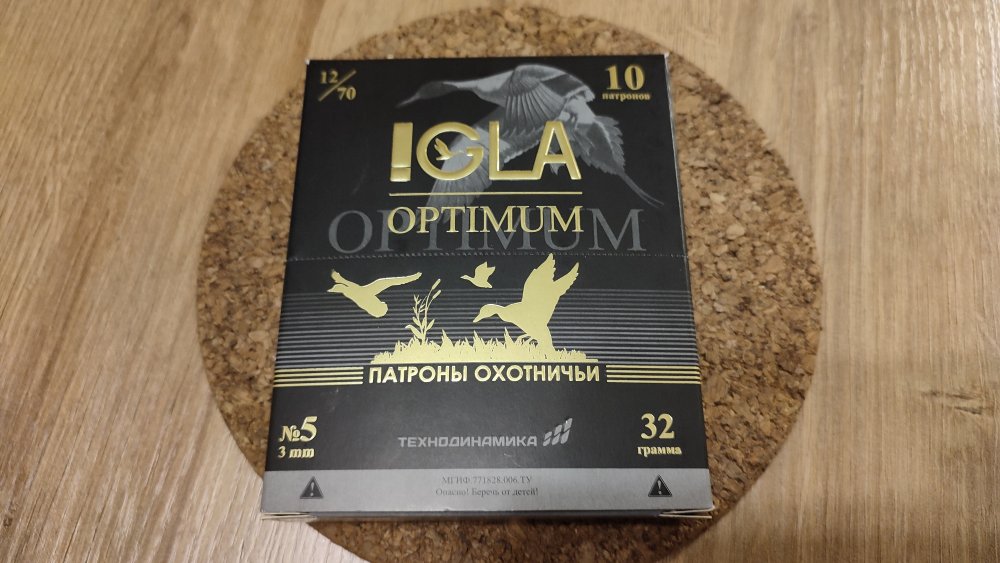 12/70
10
патронов
IGLA
OPTIMUM
OPTIMUM
ПАТРОНЫ ОХОТНИЧЬИ
№5
3 mm
ТЕХНОДИНАМИКА
32
грамма
МГИФ.771828.006.ТУ
Опасно! Беречь от детей!